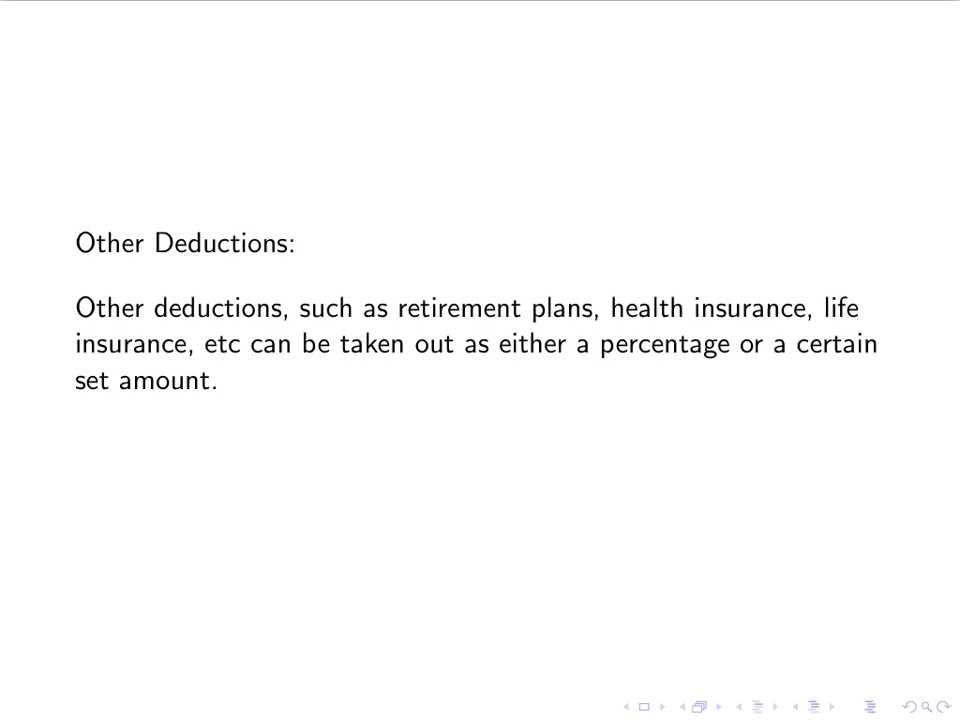 Other Deductions:
Other deductions, such as retirement plans, health insurance, life
insurance, etc can be taken out as either a percentage or a certain
set amount.